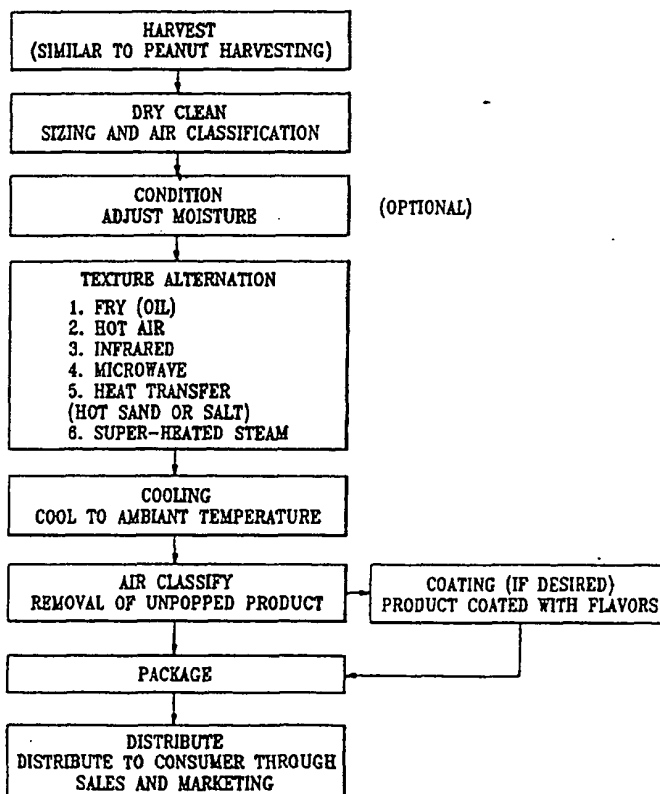 HARVEST
(SIMILAR TO PEANUT HARVESTING)
DRY CLEAN
SIZING AND AIR CLASSIFICATION
CONDITION
ADJUST MOISTURE
(OPTIONAL)
TEXTURE ALTERNATION
1. FRY (OIL)
2. HOT AIR
3. INFRARED
4. MICROWAVE
5. HEAT TRANSFER
(HOT SAND OR SALT)
6. SUPER-HEATED STEAM
COOLING
COOL TO AMBIANT TEMPERATURE
AIR CLASSIFY
REMOVAL OF UNPOPPED PRODUCT
COATING (IF DESIRED)
PRODUCT COATED WITH FLAVORS
PACKAGE
DISTRIBUTE
DISTRIBUTE TO CONSUMER THROUGH
SALES AND MARKETING